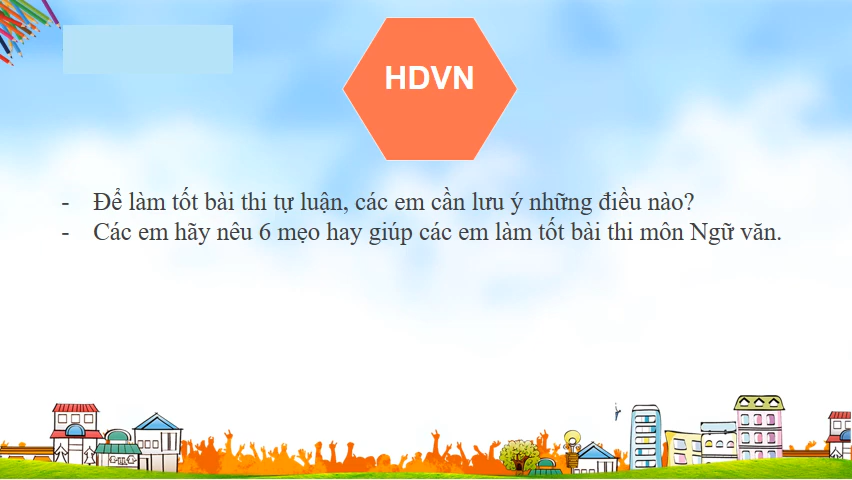 HDVN
- Để làm tốt bài thi tự luận, các em cần lưu ý những điều nào?
- Các em hãy nêu 6 mẹo hay giúp các em làm tốt bài thi môn Ngữ văn.